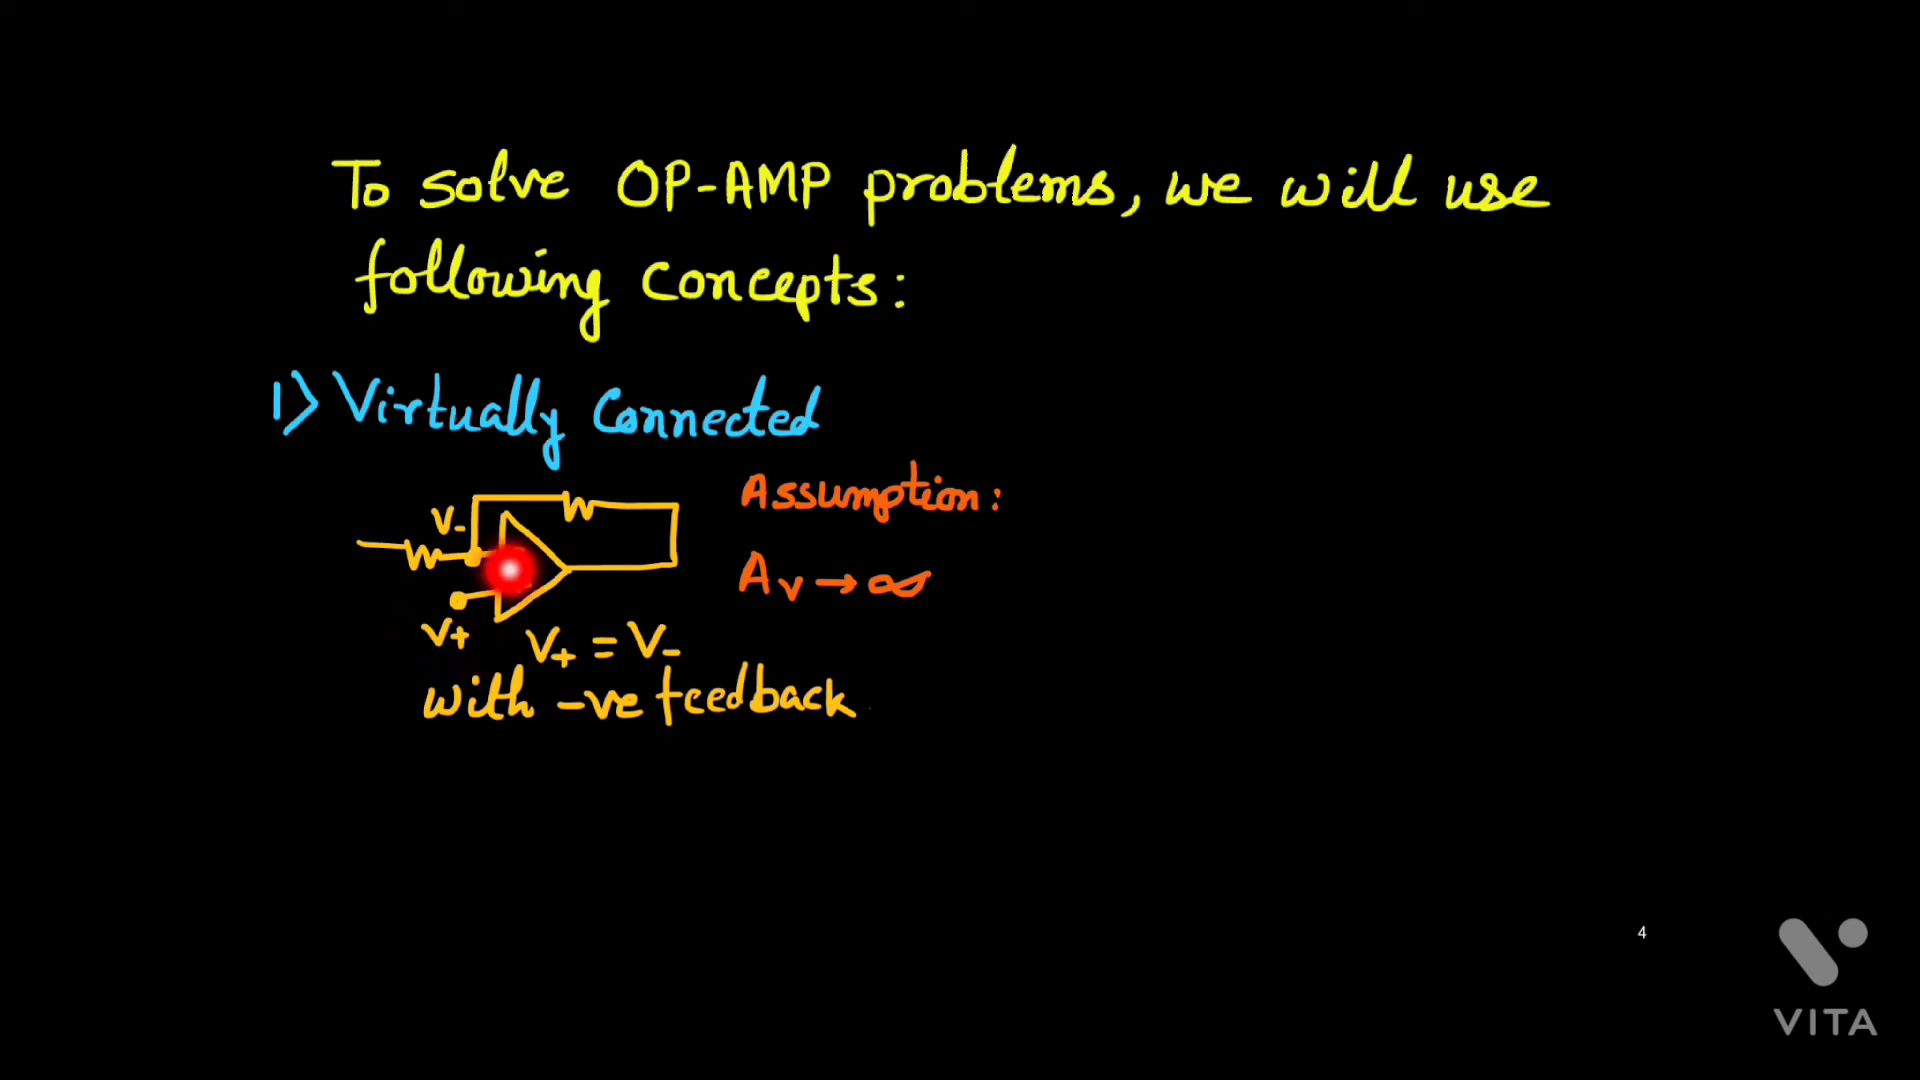 To solve OP-AMP problems, we will use
following concepts:
1) Virtually Connected
Assumption:
V-
Av → ∞
V+
V+ = V-
with -ve feedback
4
VITA